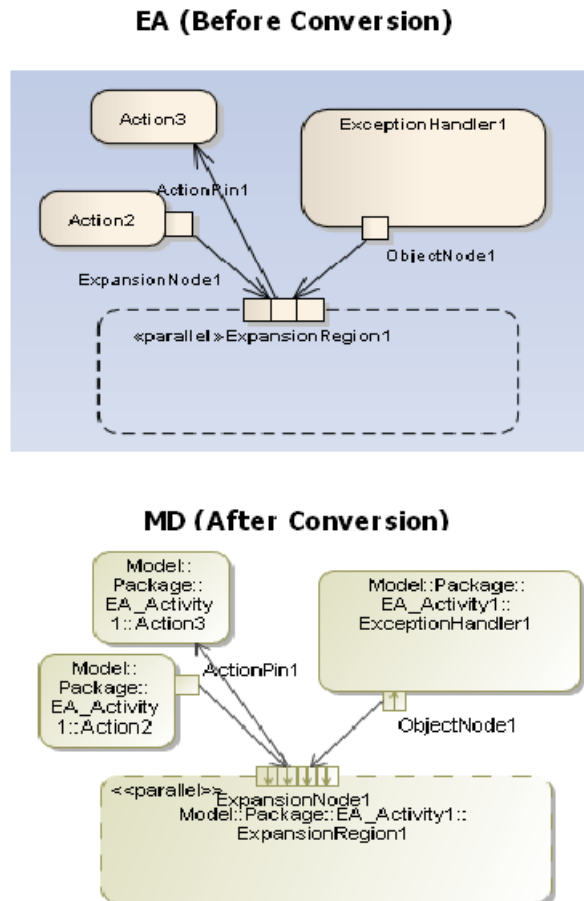 EA (Before Conversion)
Action3
ExceptionHandler1
ActionPin1
Action2
ObjectNode1
ExpansionNode1
«parallel»ExpansionRegion1
MD (After Conversion)
Model::
Package::
EA_Activity
1::Action3
Model::Package::
EA_Activity1::
ExceptionHandler1
Model::
Package::
EA_Activity
1::Action2
ActionPin1
ObjectNode1
<<parallel>>
ExpansionNode1
Model::Package::EA_Activity1::
ExpansionRegion1